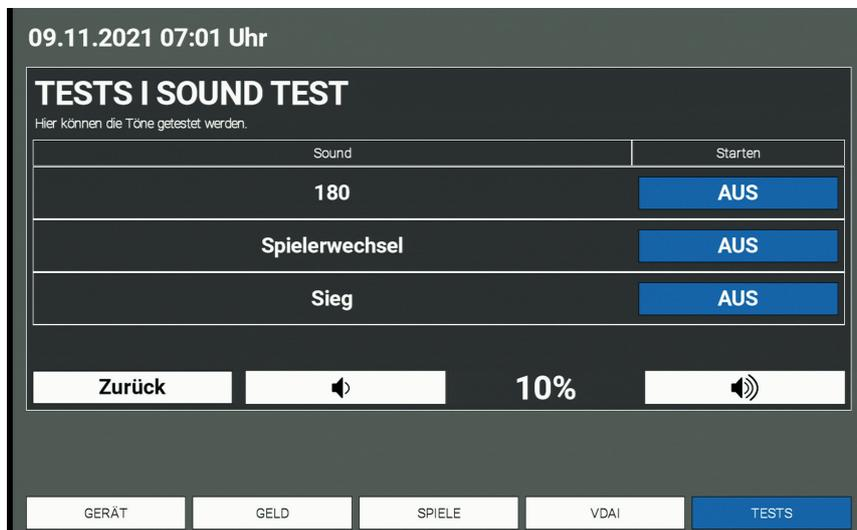 09.11.2021 07:01 Uhr
TESTS I SOUND TEST
Hier können die Töne getestet werden.
Sound Starten
180 AUS
Spielerwechsel AUS
Sieg AUS
Zurück 10%
GERÄT GELD SPIELE VDAI TESTS